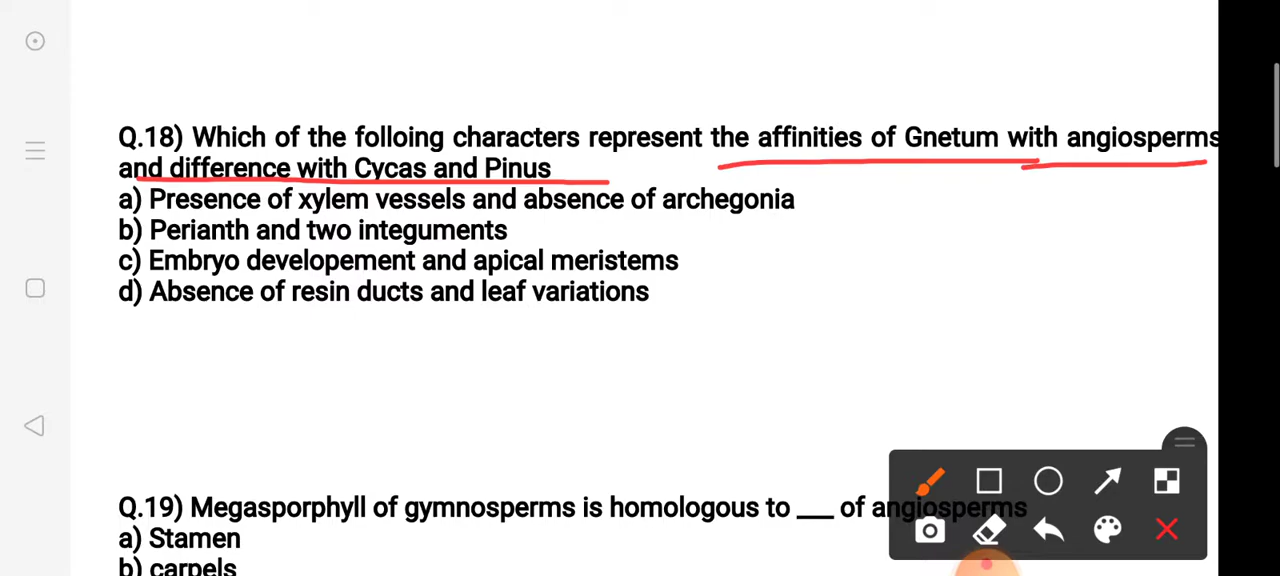 Q.18) Which of the folloing characters represent the affinities of Gnetum with angiosperms
and difference with Cycas and Pinus
a) Presence of xylem vessels and absence of archegonia
b) Perianth and two integuments
c) Embryo developement and apical meristems
d) Absence of resin ducts and leaf variations
Q.19) Megasporphyll of gymnosperms is homologous to ___ of angiosperms
a) Stamen
b) carpels